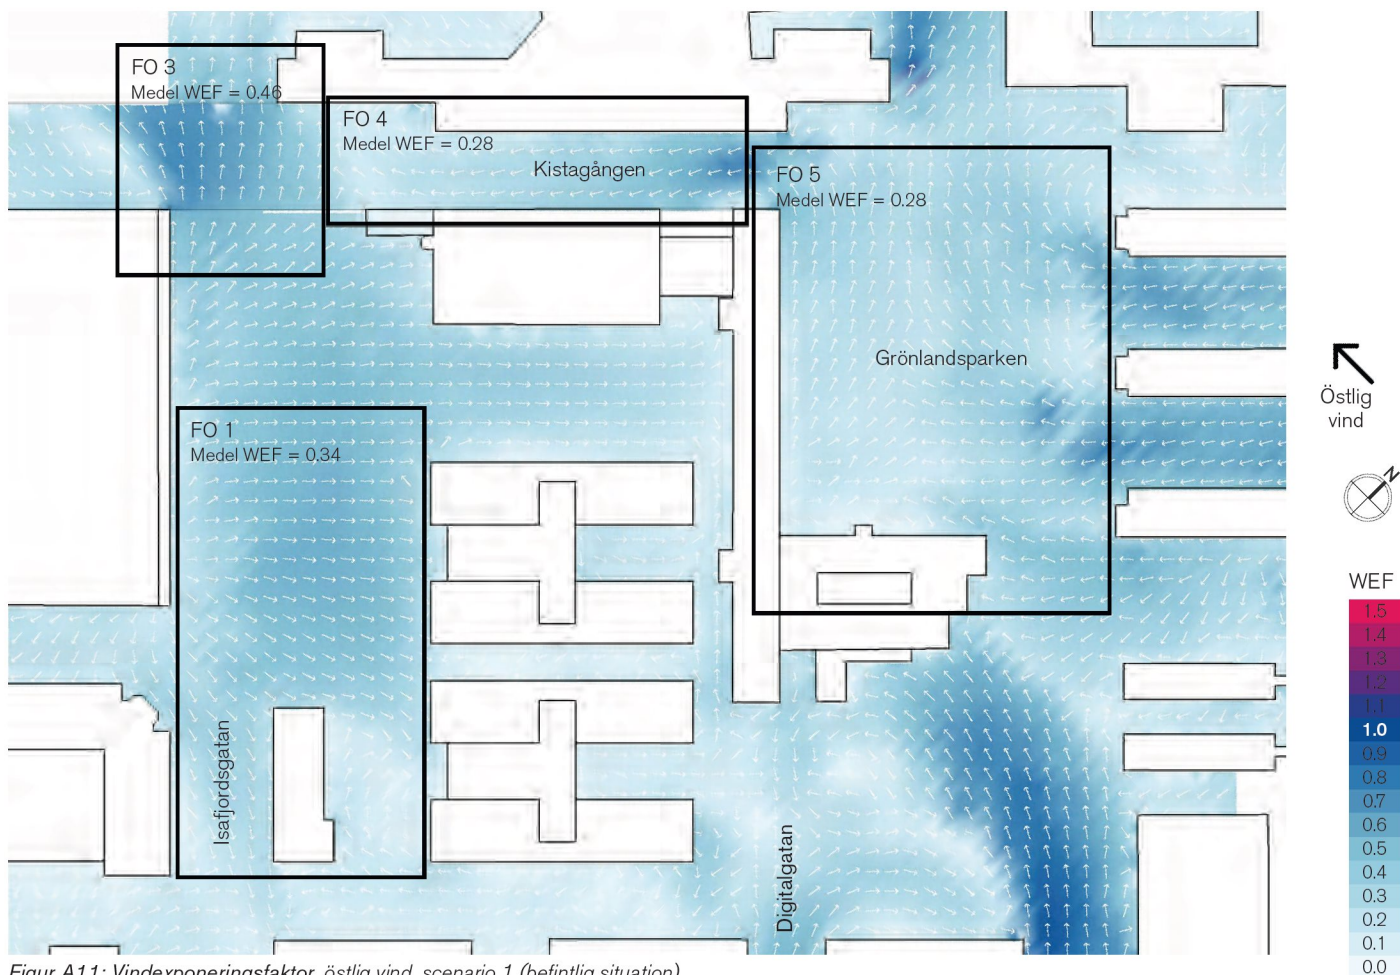 FO 3
Medel WEF = 0.46
FO 4
Medel WEF = 0.28
Kistagången
FO 5
Medel WEF = 0.28
Grönlandsparken
FO 1
Medel WEF = 0.34
Isafjordsgatan
Digitalgatan
Östlig
vind
N
WEF
1.5
1.4
1.3
1.2
1.1
1.0
0.9
0.8
0.7
0.6
0.5
0.4
0.3
0.2
0.1
0.0
Figur A11: Vindexponeringsfaktor, östlig vind, scenario 1 (befintlig situation)